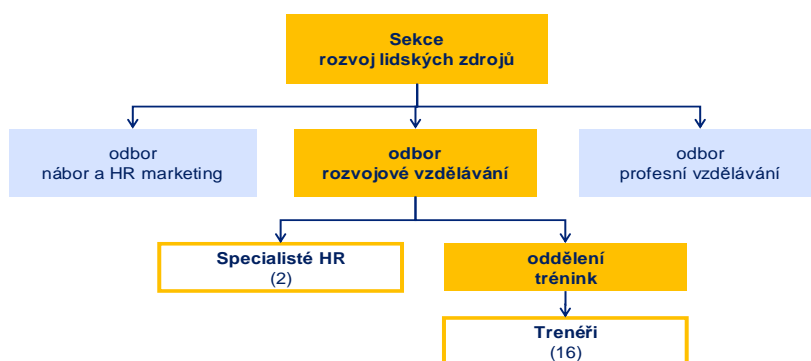 Sekce
rozvoj lidských zdrojů
odbor
nábor a HR marketing
odbor
rozvojové vzdělávání
odbor
profesní vzdělávání
Specialisté HR
(2)
oddělení
trénink
Trenéři
(16)